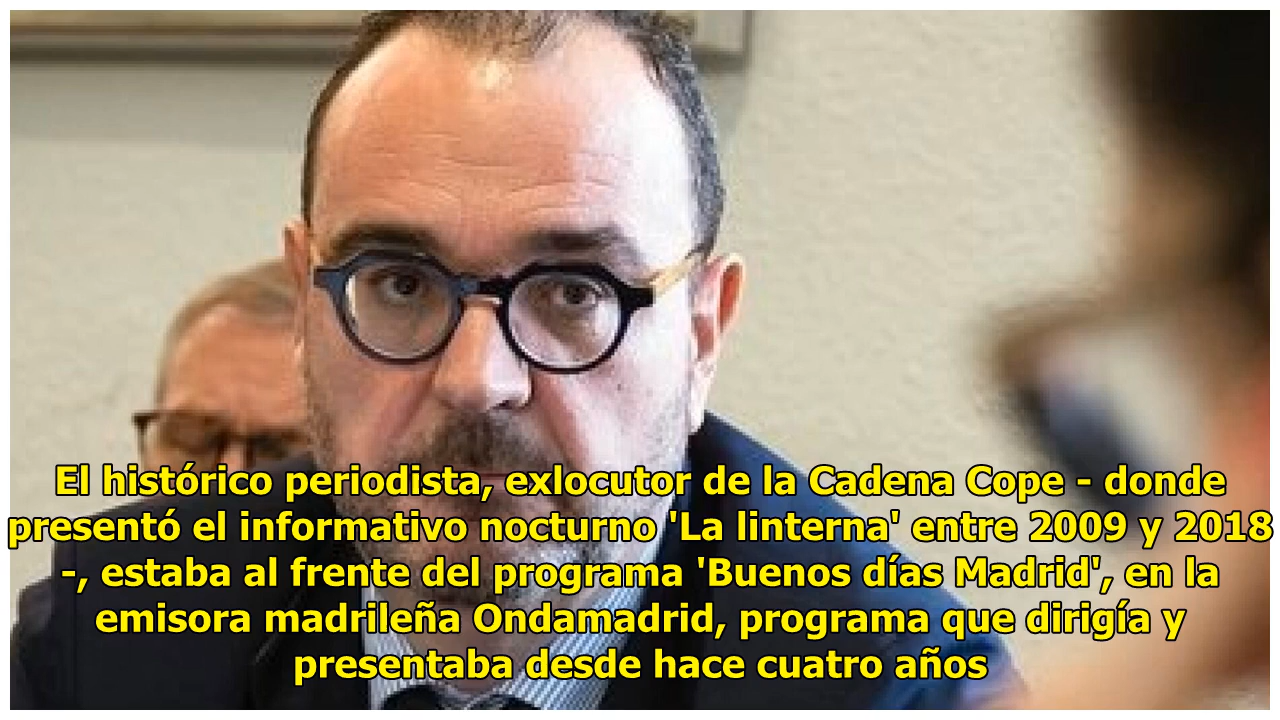 El histórico periodista, exlocutor de la Cadena Cope - donde
presentó el informativo nocturno 'La linterna' entre 2009 y 2018
-, estaba al frente del programa 'Buenos días Madrid', en la
emisora madrileña Ondamadrid, programa que dirigía y
presentaba desde hace cuatro años